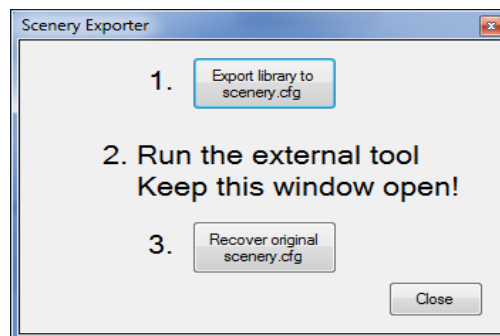 Scenery Exporter
1.
Export library to
scenery.cfg
2. Run the external tool
Keep this window open!
3.
Recover original
scenery.cfg
Close